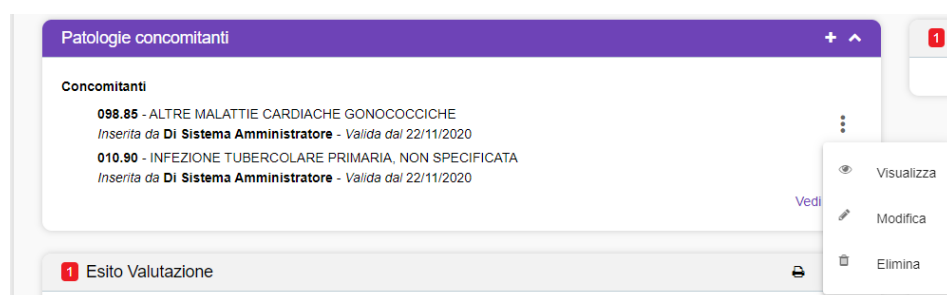 Patologie concomitanti
1
Concomitanti
098.85 - ALTRE MALATTIE CARDIACHE GONOCOCCICHE
Inserita da Di Sistema Amministratore - Valida dal 22/11/2020
010.90 - INFEZIONE TUBERCOLARE PRIMARIA, NON SPECIFICATA
Inserita da Di Sistema Amministratore - Valida dal 22/11/2020
Vedi
Visualizza
Modifica
Elimina
1 Esito Valutazione